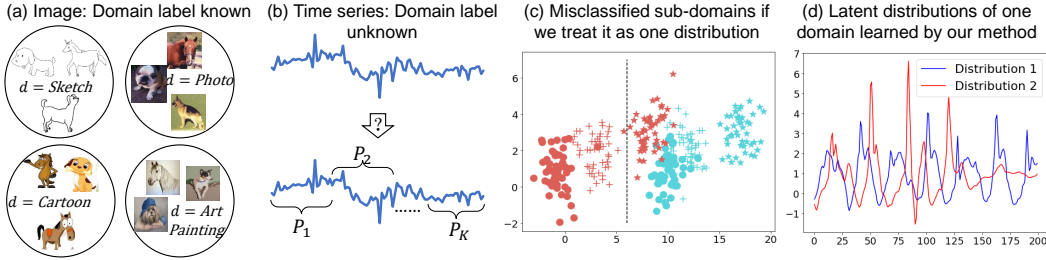 (a) Image: Domain label known
d = Sketch
d = Photo
d = Cartoon
d = Art
Painting
(b) Time series: Domain label
unknown
?
P2
P1
......
PK
(c) Misclassified sub-domains if
we treat it as one distribution
6
4
2
0
−2
0
5
10
15
20
(d) Latent distributions of one
domain learned by our method
Distribution 1
Distribution 2
7
6
5
4
3
2
1
0
−1
0
25
50
75
100
125
150
175
200